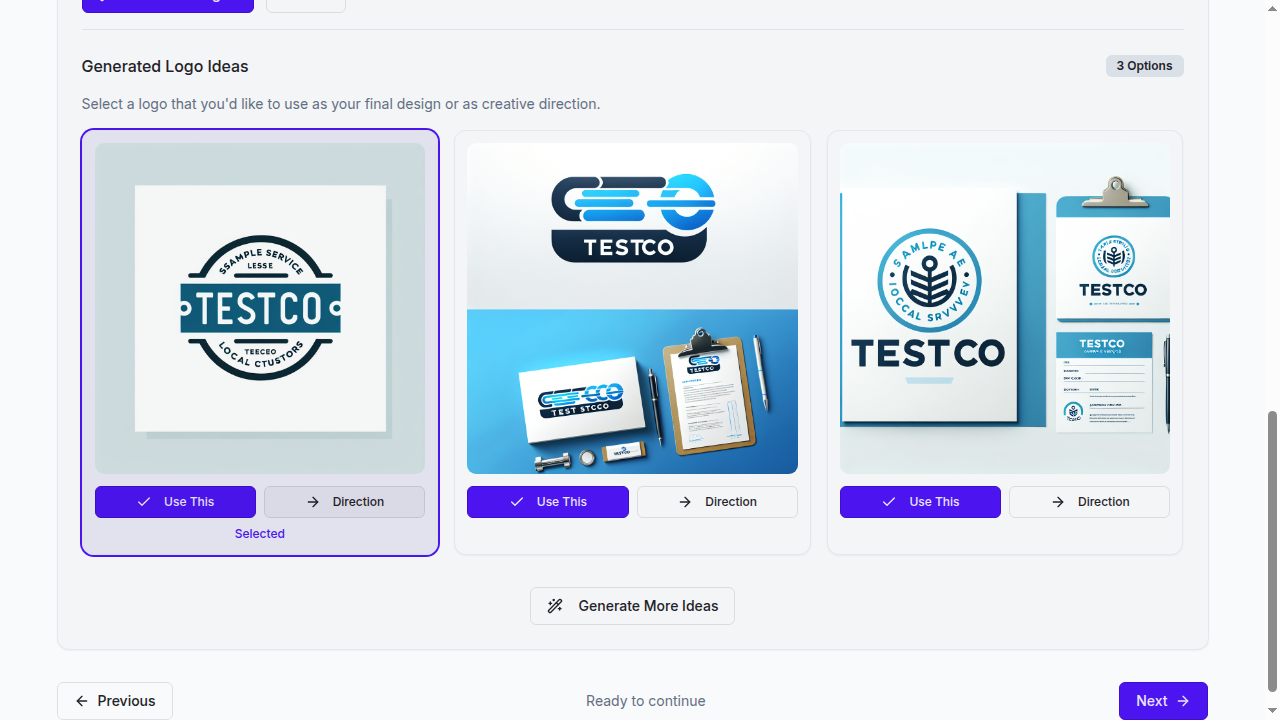 Generated Logo Ideas
3 Options
Select a logo that you'd like to use as your final design or as creative direction.
SSAMPLE SERVICE
LESSE
TESTCO
TEECEO
LOCAL CTUSTORS
TESTCO
TEST STCCO
TESTCO
TESTCO
SAMLPE AE
IOCCAL SRVVVEV
TESTCO
TESTCO
TESTCO
Use This
Direction
Use This
Direction
Use This
Direction
Selected
Generate More Ideas
Previous
Ready to continue
Next